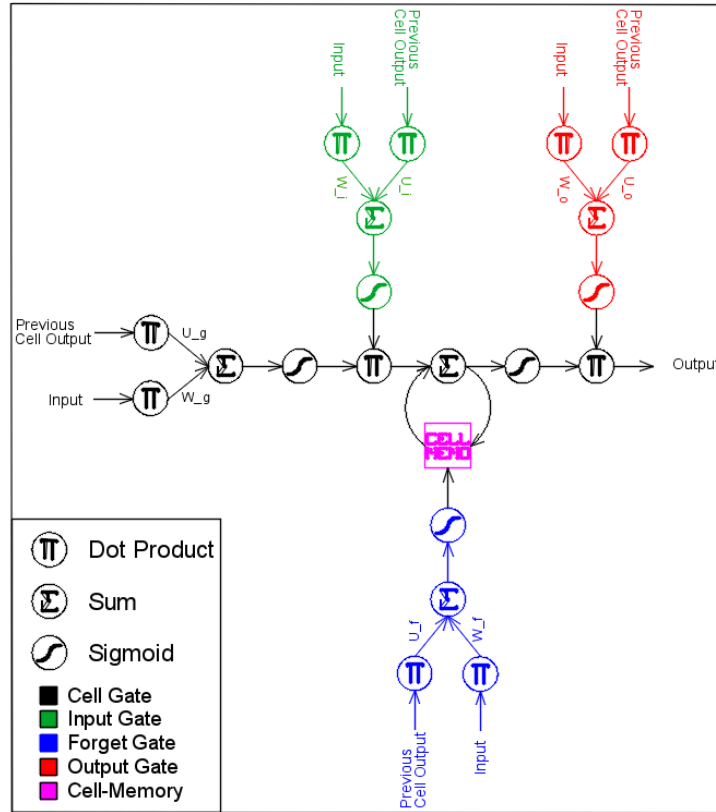 Input
Previous
Cell Output
Input
Previous
Cell Output
W_i
U_i
W_o
U_o
Σ
Σ
Previous
Cell Output
U_g
Input
W_g
Σ
Σ
Output
CELL
MEMO
Σ
U_f
W_f
Previous
Cell Output
Input
π Dot Product
Σ Sum
Sigmoid
Cell Gate
Input Gate
Forget Gate
Output Gate
Cell-Memory